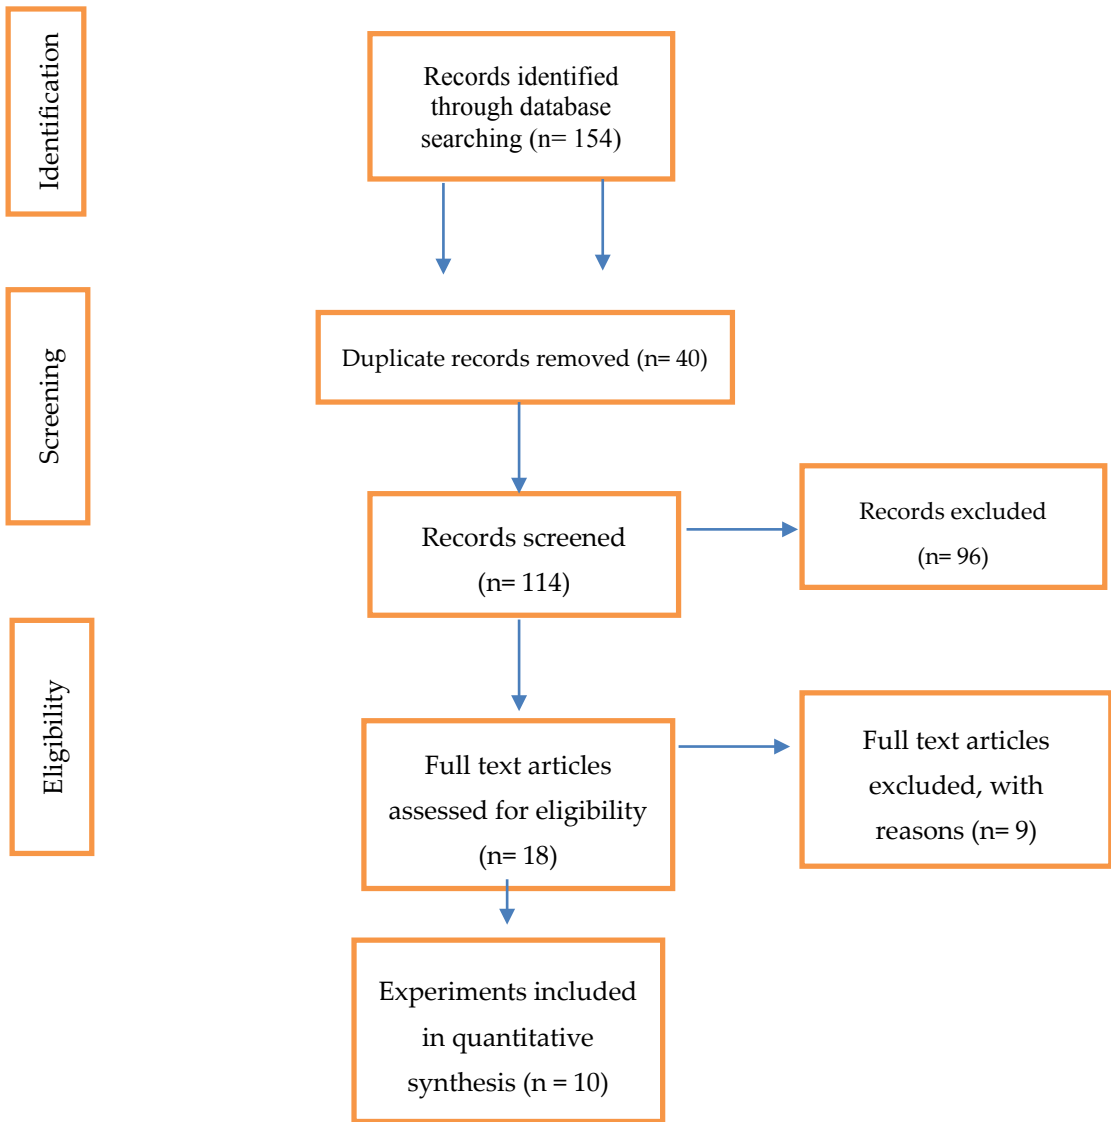 Identification
Records identified
through database
searching (n= 154)
Screening
Duplicate records removed (n= 40)
Records screened
(n= 114)
Records excluded
(n= 96)
Eligibility
Full text articles
assessed for eligibility
(n= 18)
Full text articles
excluded, with
reasons (n= 9)
Experiments included
in quantitative
synthesis (n = 10)